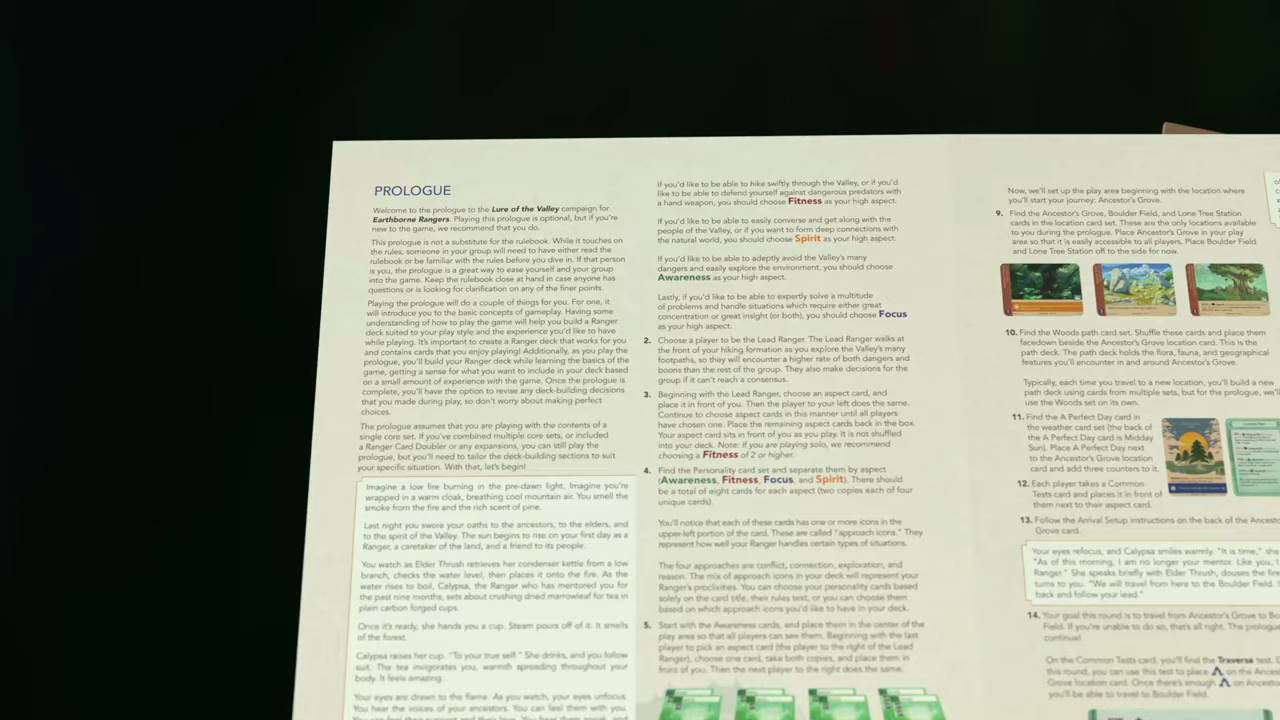 PROLOGUE
Welcome to the prologue to the Lure of the Valley campaign for
Earthborne Rangers. Playing this prologue is optional, but if you're
new to the game, we recommend that you do.
This prologue is not a substitute for the rulebook. While it touches on
the rules, someone in your group will need to have either read the
rulebook or be familiar with the rules before you dive in. If that person
is you, the prologue is a great way to ease yourself and your group
into the game. Keep the rulebook close at hand in case anyone has
questions or is looking for clarification on any of the finer points.
Playing the prologue will do a couple of things for you. For one, it
will introduce you to the basic concepts of gameplay. Having some
understanding of how to play the game will help you build a Ranger
deck suited to your play style and the experience you'd like to have
while playing. It's important to create a Ranger deck that works for you
and contains cards that you enjoy playing! Additionally, as you play the
prologue, you'll build your Ranger deck while learning the basics of the
game, getting a sense for what you want to include in your deck based
on a small amount of experience with the game. Once the prologue is
complete, you'll have the option to revise any deck-building decisions
that you made during play, so don't worry about making perfect
choices.
The prologue assumes that you are playing with the contents of a
single core set. If you've combined multiple core sets, or included
a Ranger Card Doubler or any expansions, you can still play the
prologue, but you'll need to tailor the deck-building sections to suit
your specific situation. With that, let's begin!
Imagine a low fire burning in the pre-dawn light. Imagine you're
wrapped in a warm cloak, breathing cool mountain air. You smell the
smoke from the fire and the rich scent of pine.
Last night you swore your oaths to the ancestors, to the elders, and
to the spirit of the Valley. The sun begins to rise on your first day as a
Ranger, a caretaker of the land, and a friend to its people.
You watch as Elder Thrush retrieves her condenser kettle from a low
branch, checks the water level, then places it onto the fire. As the
water rises to boil, Calypsa, the Ranger who has mentored you for
the past nine months, sets about crushing dried marrowleaf for tea in
plain carbon forged cups.
Once it's ready, she hands you a cup. Steam pours off of it. It smells
of the forest.
Calypsa raises her cup. "To your true self." She drinks, and you follow
suit. The tea invigorates you, warmth spreading throughout your
body. It feels amazing.
Your eyes are drawn to the flame. As you watch, your eyes unfocus.
You hear the voices of your ancestors. You can feel them with you.
If you'd like to be able to hike swiftly through the Valley, or if you'd
like to be able to defend yourself against dangerous predators with
a hand weapon, you should choose Fitness as your high aspect.
If you'd like to be able to easily converse and get along with the
people of the Valley, or if you want to form deep connections with
the natural world, you should choose Spirit as your high aspect.
If you'd like to be able to adeptly avoid the Valley's many
dangers and easily explore the environment, you should choose
Awareness as your high aspect.
Lastly, if you'd like to be able to expertly solve a multitude
of problems and handle situations which require either great
concentration or great insight (or both), you should choose Focus
as your high aspect.
2. Choose a player to be the Lead Ranger. The Lead Ranger walks at
the front of your hiking formation as you explore the Valley's many
footpaths, so they will encounter a higher rate of both dangers and
boons than the rest of the group. They also make decisions for the
group if it can't reach a consensus.
3. Beginning with the Lead Ranger, choose an aspect card, and
place it in front of you. Then the player to your left does the same.
Continue to choose aspect cards in this manner until all players
have chosen one. Place the remaining aspect cards back in the box.
Your aspect card sits in front of you as you play. It is not shuffled
into your deck. Note: If you are playing solo, we recommend
choosing a Fitness of 2 or higher.
4. Find the Personality card set and separate them by aspect
(Awareness, Fitness, Focus, and Spirit). There should
be a total of eight cards for each aspect (two copies each of four
unique cards).
You'll notice that each of these cards has one or more icons in the
upper-left portion of the card. These are called "approach icons." They
represent how well your Ranger handles certain types of situations.
The four approaches are conflict, connection, exploration, and
reason. The mix of approach icons in your deck will represent your
Ranger's proclivities. You can choose your personality cards based
solely on the card title, their rules text, or you can choose them
based on which approach icons you'd like to have in your deck.
5. Start with the Awareness cards, and place them in the center of the
play area so that all players can see them. Beginning with the last
player to pick an aspect card (the player to the right of the Lead
Ranger), choose one card, take both copies, and place them in
front of you. Then the next player to the right does the same.
Now, we'll set up the play area beginning with the location where
you'll start your journey: Ancestor's Grove.
9. Find the Ancestor's Grove, Boulder Field, and Lone Tree Station
cards in the location card set. These are the only locations available
to you during the prologue. Place Ancestor's Grove in your play
area so that it is easily accessible to all players. Place Boulder Field
and Lone Tree Station off to the side for now.
10. Find the Woods path card set. Shuffle these cards and place them
facedown beside the Ancestor's Grove location card. This is the
path deck. The path deck holds the flora, fauna, and geographical
features you'll encounter in and around Ancestor's Grove.
Typically, each time you travel to a new location, you'll build a new
path deck using cards from multiple sets, but for the prologue, we'll
use the Woods set on its own.
11. Find the A Perfect Day card in
the weather card set (the back of
the A Perfect Day card is Midday
Sun). Place A Perfect Day next
to the Ancestor's Grove location
card and add three counters to it.
12. Each player takes a Common
Tests card and places it in front of
them next to their aspect card.
13. Follow the Arrival Setup instructions on the back of the Ancestor's
Grove card.
Your eyes refocus, and Calypsa smiles warmly. "It is time," she
"As of this morning, I am no longer your mentor. Like you, I
Ranger." She speaks briefly with Elder Thrush, douses the fire
turns to you. "We will travel from here to the Boulder Field.
back and follow your lead."
14. Your goal this round is to travel from Ancestor's Grove to Bo
Field. If you're unable to do so, that's all right. The prologue
continue!
On the Common Tests card, you'll find the Traverse test. D
this round, you can use this test to place on the Ances
Grove location card. Once there's enough on Ancestor's
you'll be able to travel to Boulder Field.